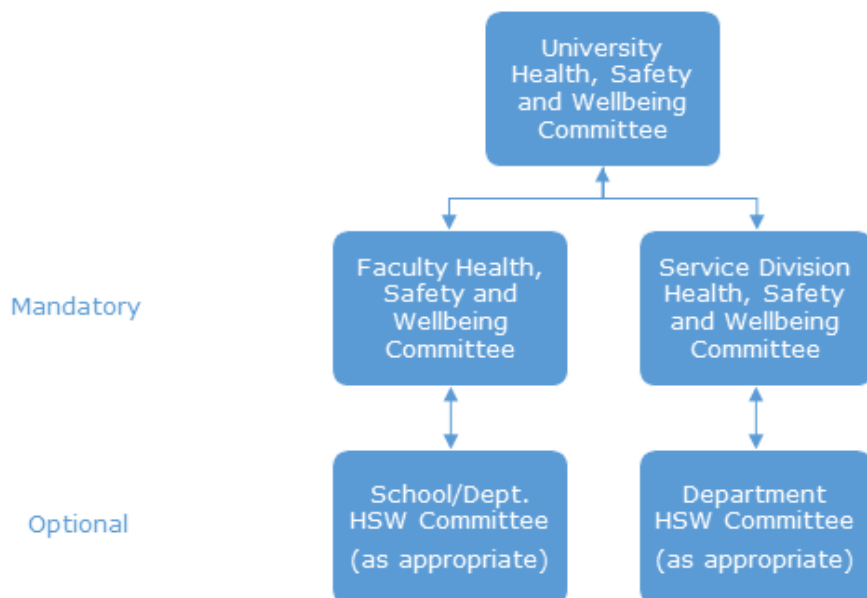 University
Health, Safety
and Wellbeing
Committee
Mandatory
Faculty Health,
Safety and
Wellbeing
Committee
Service Division
Health, Safety
and Wellbeing
Committee
Optional
School/Dept.
HSW Committee
(as appropriate)
Department
HSW Committee
(as appropriate)